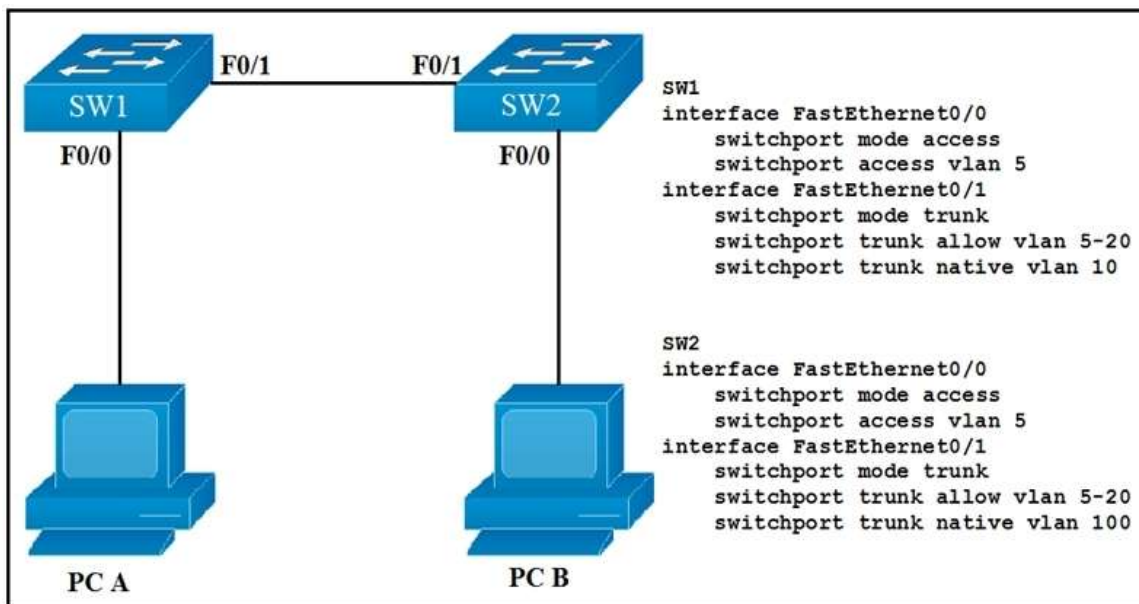 F0/1
F0/1
SW1
SW2
F0/0
F0/0
PC A
PC B
SW1
interface FastEthernet0/0
switchport mode access
switchport access vlan 5
interface FastEthernet0/1
switchport mode trunk
switchport trunk allow vlan 5-20
switchport trunk native vlan 10
SW2
interface FastEthernet0/0
switchport mode access
switchport access vlan 5
interface FastEthernet0/1
switchport mode trunk
switchport trunk allow vlan 5-20
switchport trunk native vlan 100